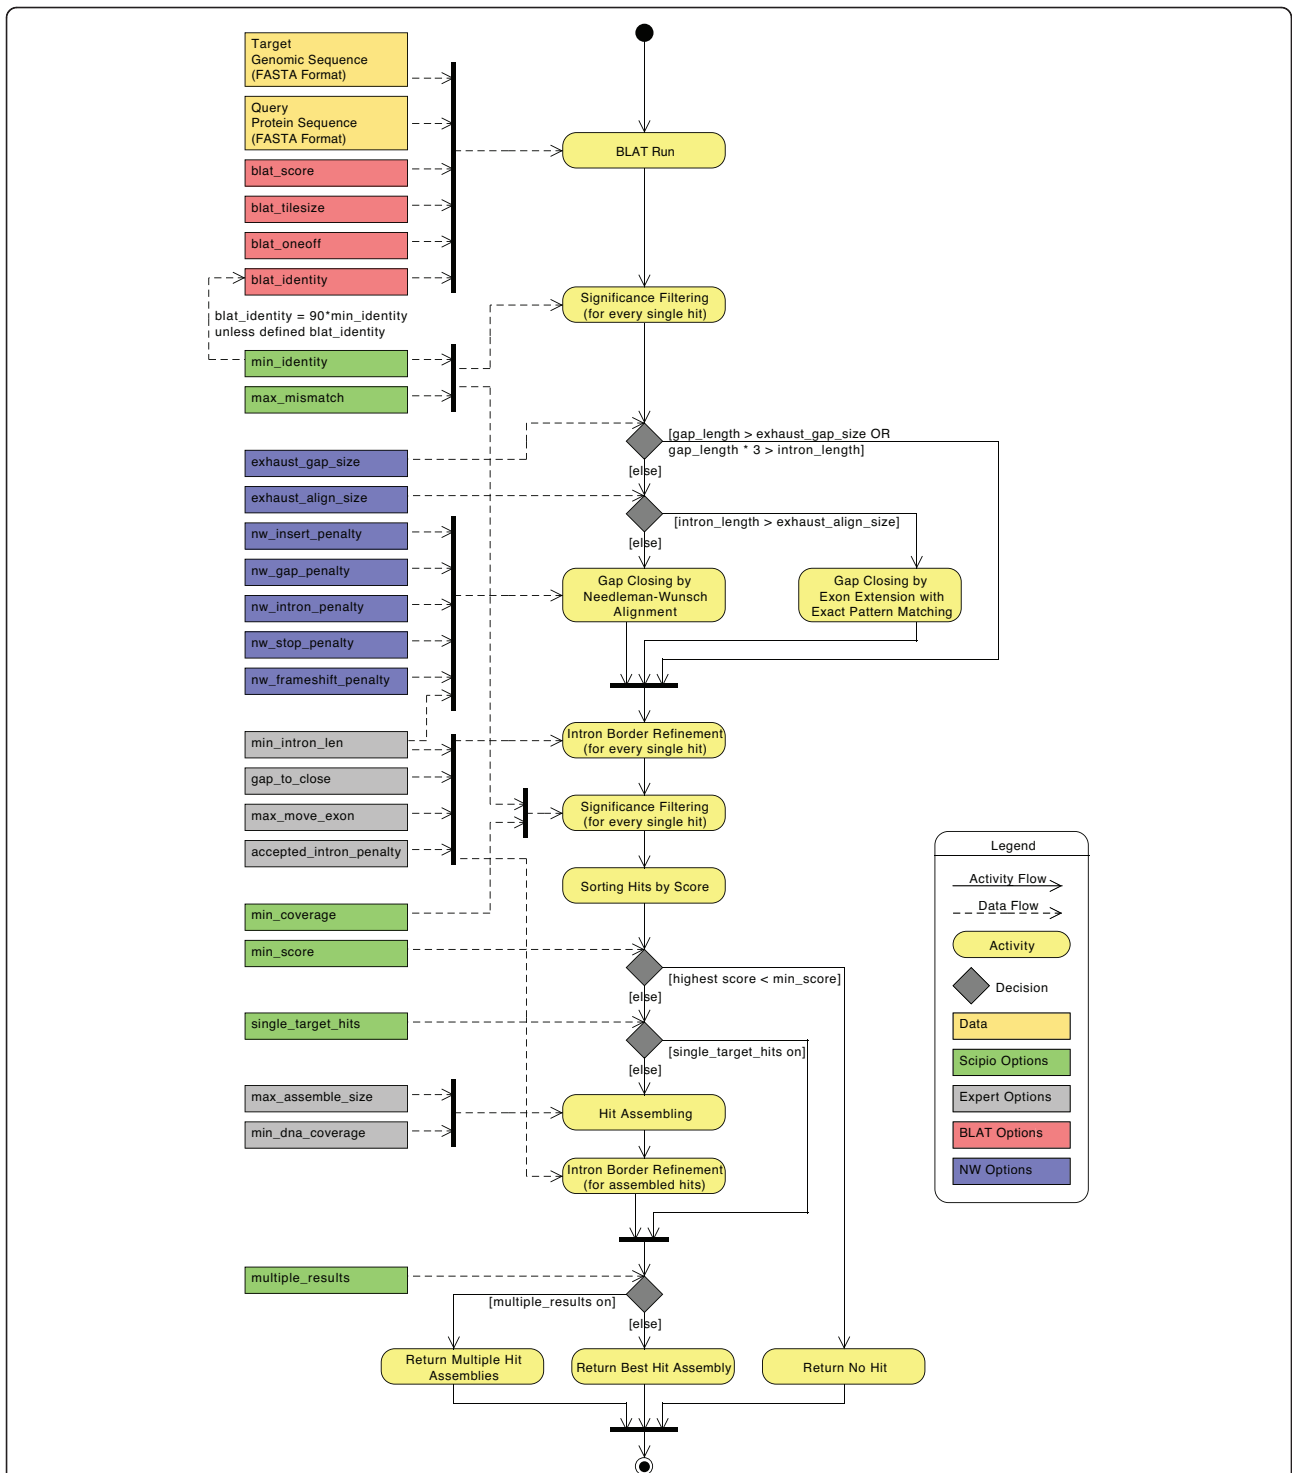 Target
Genomic Sequence
(FASTA Format)
Query
Protein Sequence
(FASTA Format)
BLAT Run
blat_score
blat_tilesize
blat_oneoff
blat_identity
Significance Filtering
(for every single hit)
blat_identity = 90*min_identity
unless defined blat_identity
min_identity
max_mismatch
[gap_length > exhaust_gap_size OR
gap_length * 3 > intron_length]
exhaust_gap_size
[else]
exhaust_align_size
[intron_length > exhaust_align_size]
nw_insert_penalty
[else]
nw_gap_penalty
Gap Closing by
Needleman-Wunsch
Alignment
Gap Closing by
Exon Extension with
Exact Pattern Matching
nw_intron_penalty
nw_stop_penalty
nw_frameshift_penalty
min_intron_len
Intron Border Refinement
(for every single hit)
gap_to_close
max_move_exon
Significance Filtering
(for every single hit)
accepted_intron_penalty
Sorting Hits by Score
min_coverage
min_score
[highest score < min_score]
[else]
single_target_hits
[single_target_hits on]
[else]
max_assemble_size
Hit Assembling
min_dna_coverage
Intron Border Refinement
(for assembled hits)
multiple_results
[multiple_results on]
[else]
Return Multiple Hit
Assemblies
Return Best Hit Assembly
Return No Hit
Legend
Activity Flow
Data Flow
Activity
Decision
Data
Scipio Options
Expert Options
BLAT Options
NW Options